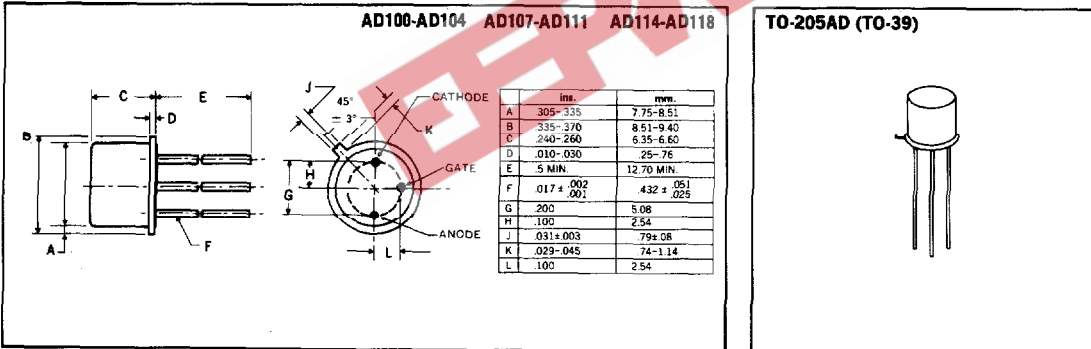 AD100-AD104 AD107-AD111 AD114-AD118
TO-205AD (TO-39)
C
E
D
B
A
F
J
45°
± 3°
CATHODE
K
GATE
H
G
ANODE
L
ins. mm.
A .305-.335 7.75-8.51
B .335-.370 8.51-9.40
C .240-.260 6.35-6.60
D .010-.030 .25-.76
E .5 MIN. 12.70 MIN.
F .017 ± .002 .001 .432 ± .051 .025
G .200 5.08
H .100 2.54
J .031±.003 .79±.08
K .029-.045 .74-1.14
L .100 2.54